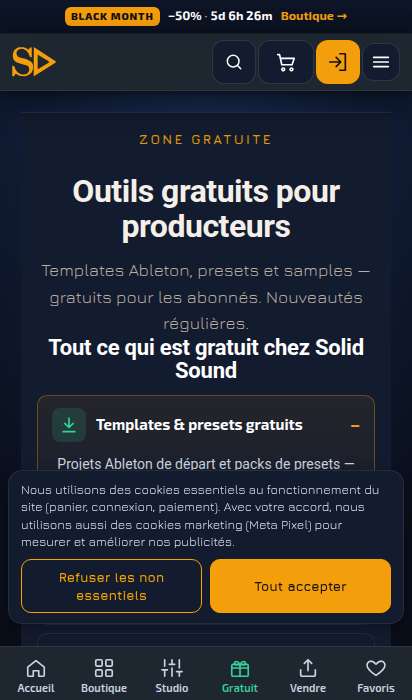 BLACK MONTH −50% · 5d 6h 26m Boutique →
S
ZONE GRATUITE
Outils gratuits pour
producteurs
Templates Ableton, presets et samples —
gratuits pour les abonnés. Nouveautés
régulières.
Tout ce qui est gratuit chez Solid
Sound
Templates & presets gratuits −
Projets Ableton de départ et packs de presets —
Nous utilisons des cookies essentiels au fonctionnement du
site (panier, connexion, paiement). Avec votre accord, nous
utilisons aussi des cookies marketing (Meta Pixel) pour
mesurer et améliorer nos publicités.
Refuser les non
essentiels
Tout accepter
Accueil Boutique Studio Gratuit Vendre Favoris